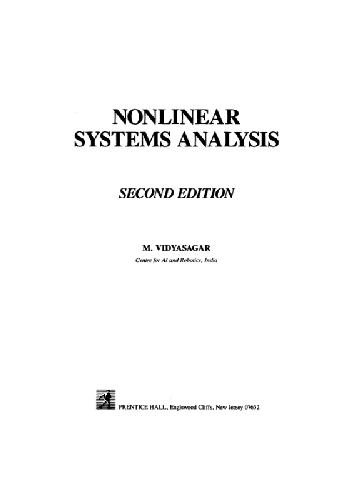 NONLINEAR
SYSTEMS ANALYSIS
SECOND EDITION
M. VIDYASAGAR
Centre for AI and Robotics, India
PRENTICE HALL, Englewood Cliffs, New Jersey 07632